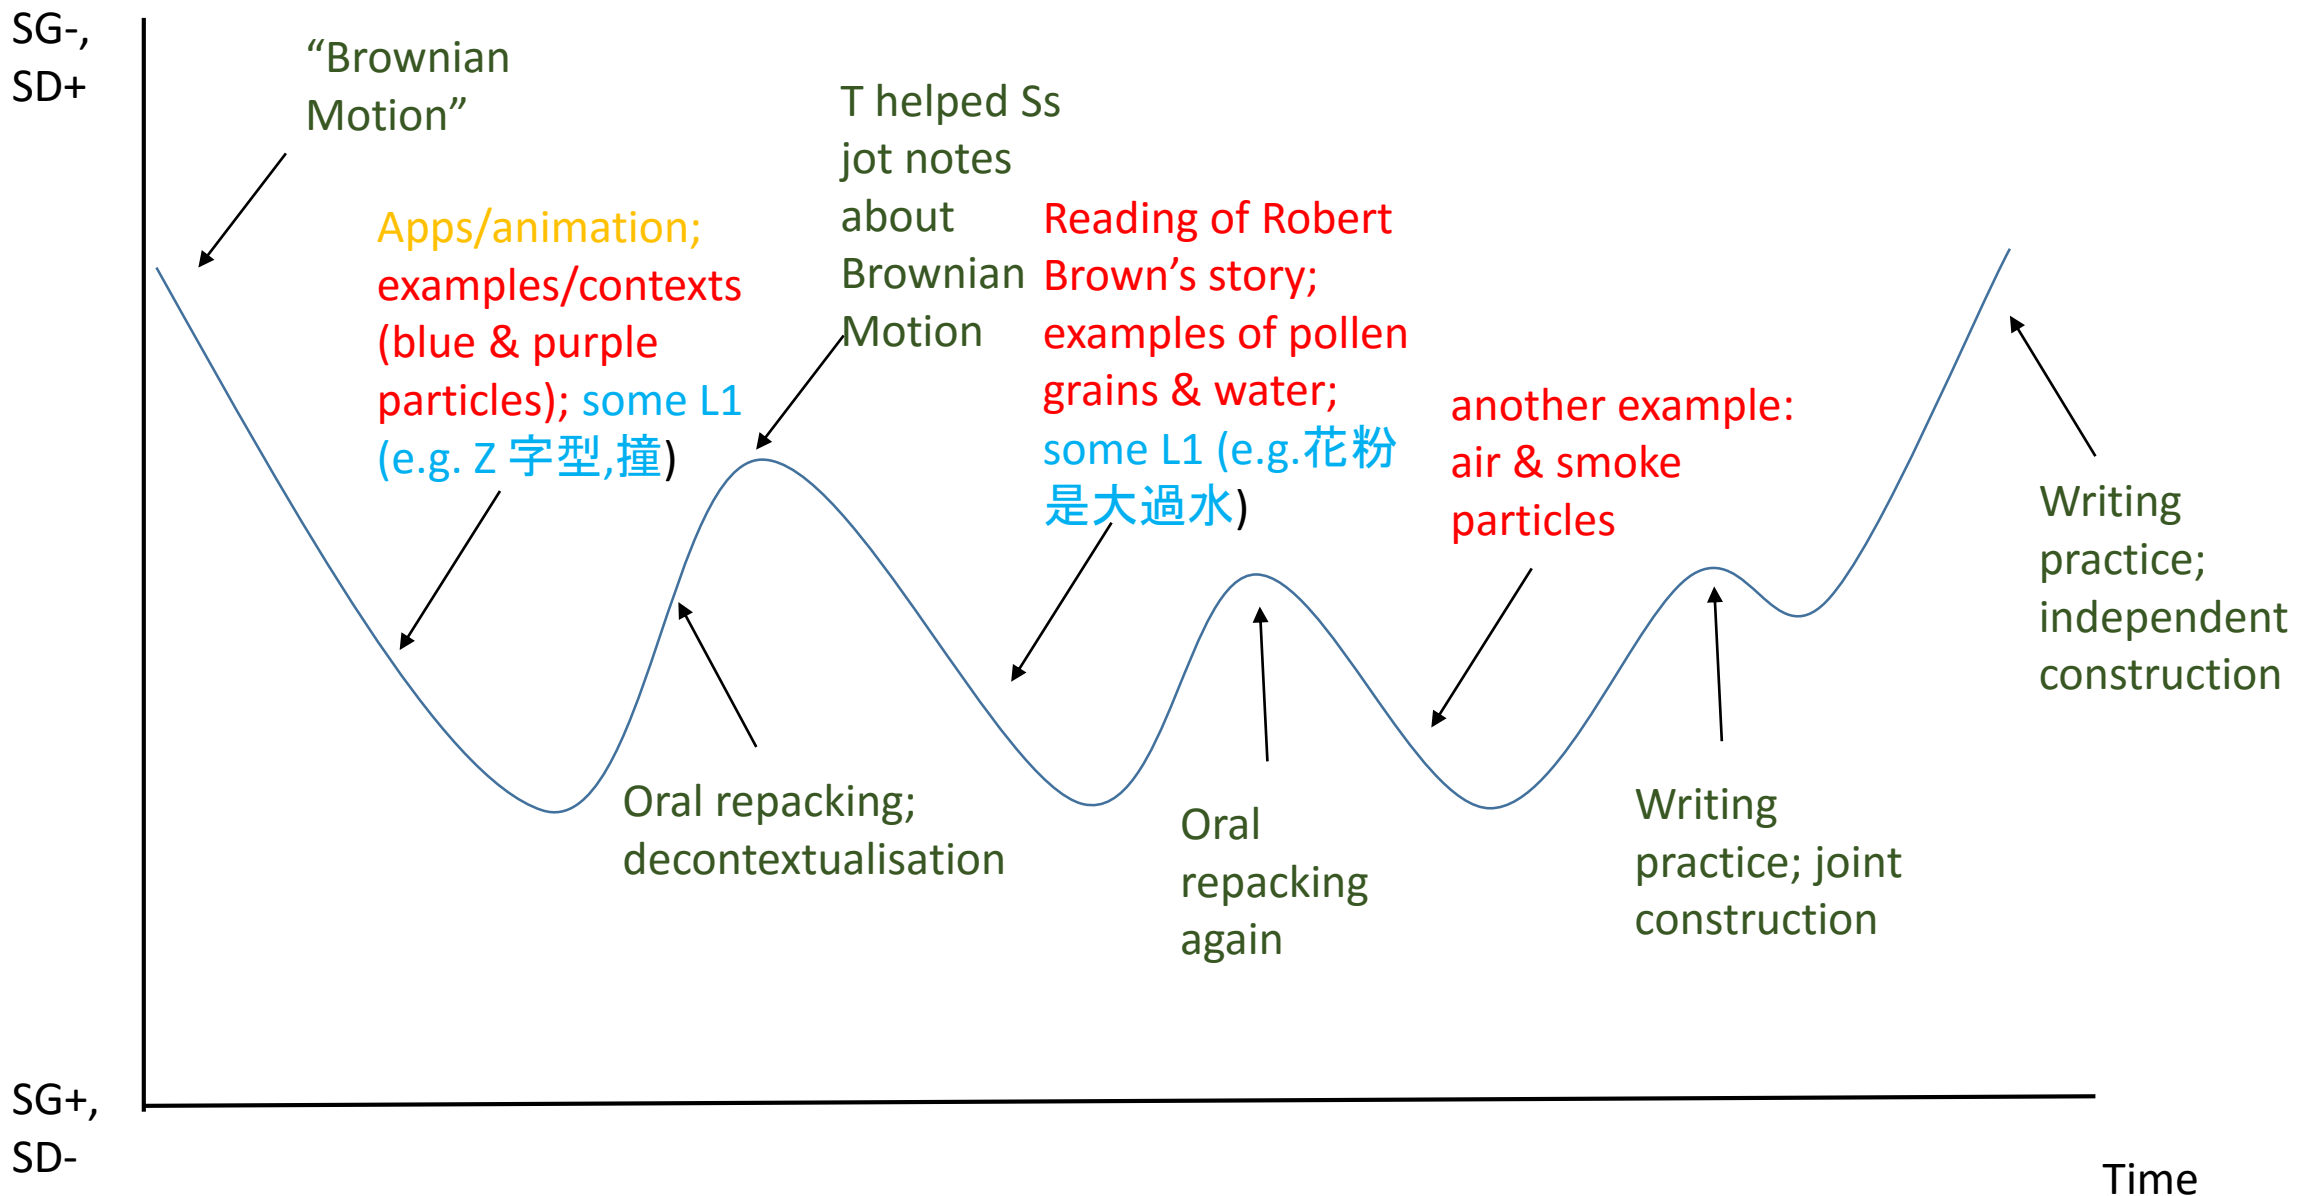 SG-,
SD+
“Brownian
Motion”
Apps/animation;
examples/contexts
(blue & purple
particles); some L1
(e.g. Z 字型,撞)
T helped Ss
jot notes
about
Brownian
Motion
Reading of Robert
Brown’s story;
examples of pollen
grains & water;
some L1 (e.g.花粉
是大過水)
another example:
air & smoke
particles
Writing
practice;
independent
construction
Oral repacking;
decontextualisation
Oral
repacking
again
Writing
practice; joint
construction
SG+,
SD-
Time